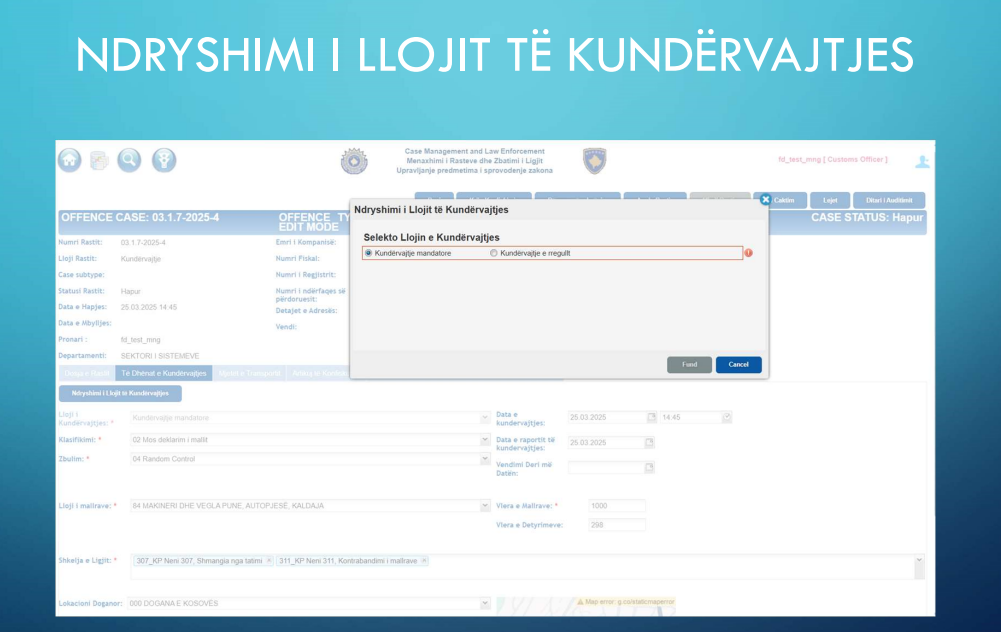 NDRYSHIMI I LLOJIT TË KUNDËRVAJTJES
Case Management and Law Enforcement
Menaxhimi i Rasteve dhe Zbatimi i Ligjit
Upravljanje predmetima i sprovođenje zakona
fd_test_mng [ Customs Officer ]
Caktim Lejet Ditari i Auditimit
OFFENCE CASE: 03.1.7-2025-4
OFFENCE_TY
EDIT MODE
CASE STATUS: Hapur
Ndryshimi i Llojit të Kundërvajtjes
Selekto Llojin e Kundërvajtjes
Kundërvajtje mandatore Kundërvajtje e rregullt
Fund Cancel
Numri Rastit: 03.1.7-2025-4
Emri i Kompanisë:
Lloji Rastit: Kundërvajtje
Numri Fiskal:
Case subtype:
Numri i Regjistrit:
Statusi Rastit: Hapur
Numri i ndërfaqes së
përdoruesit:
Data e Hapjes: 25.03.2025 14:45
Detajet e Adresës:
Data e Mbylljes:
Vendi:
Pronari : fd_test_mng
Departamenti: SEKTORI I SISTEMEVE
Të Dhënat e Kundërvajtjes
Ndryshimi i Llojit të Kundërvajtjes
Lloji i
Kundërvajtjes: * Kundërvajtje mandatore
Data e
kundervajtjes: 25.03.2025 14:45
Klasifikimi: * 02 Mos deklarim i mallit
Data e raportit të
kundervajtjes: 25.03.2025
Zbulim: * 04 Random Control
Vendimi Deri më
Datën:
Lloji i mallrave: * 84 MAKINERI DHE VEGLA PUNE, AUTOPJESË, KALDAJA
Vlera e Mallrave: * 1000
Vlera e Detyrimeve: 298
Shkelja e Ligjit: * 307_KP Neni 307, Shmangia nga tatimi 311_KP Neni 311, Kontrabandimi i mallrave
Lokacioni Doganor: 000 DOGANA E KOSOVËS
Map error: g.co/staticmaperror